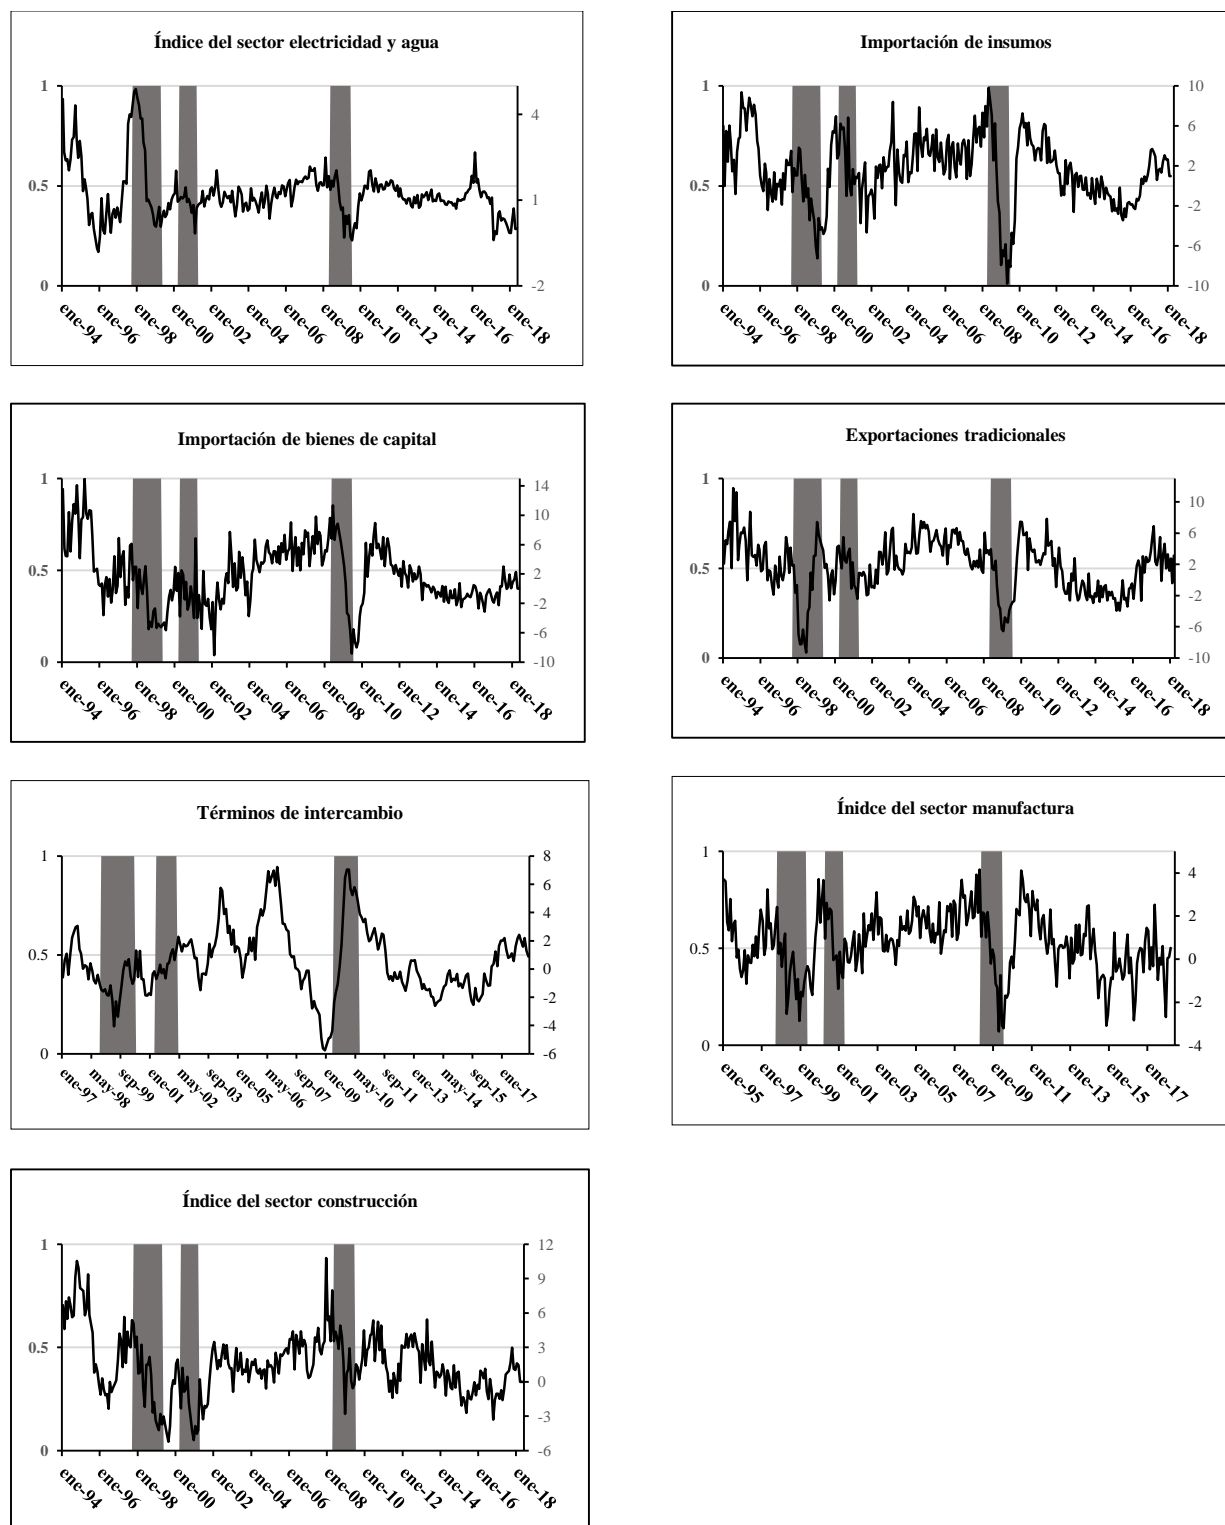 Índice del sector electricidad y agua
1
0.5
0
4
1
-2
ene-94
ene-96
ene-98
ene-00
ene-02
ene-04
ene-06
ene-08
ene-10
ene-12
ene-14
ene-16
ene-18
Importación de insumos
1
0.5
0
10
6
2
-2
-6
-10
ene-94
ene-96
ene-98
ene-00
ene-02
ene-04
ene-06
ene-08
ene-10
ene-12
ene-14
ene-16
ene-18
Importación de bienes de capital
1
0.5
0
14
10
6
2
-2
-6
-10
ene-94
ene-96
ene-98
ene-00
ene-02
ene-04
ene-06
ene-08
ene-10
ene-12
ene-14
ene-16
ene-18
Exportaciones tradicionales
1
0.5
0
10
6
2
-2
-6
-10
ene-94
ene-96
ene-98
ene-00
ene-02
ene-04
ene-06
ene-08
ene-10
ene-12
ene-14
ene-16
ene-18
Términos de intercambio
1
0.5
0
8
6
4
2
0
-2
-4
-6
ene-97
may-98
sep-99
ene-01
may-02
sep-03
ene-05
may-06
sep-07
ene-09
may-10
sep-11
ene-13
may-14
sep-15
ene-17
Ínidce del sector manufactura
1
0.5
0
4
2
0
-2
-4
ene-95
ene-97
ene-99
ene-01
ene-03
ene-05
ene-07
ene-09
ene-11
ene-13
ene-15
ene-17
Índice del sector construcción
1
0.5
0
12
9
6
3
0
-3
-6
ene-94
ene-96
ene-98
ene-00
ene-02
ene-04
ene-06
ene-08
ene-10
ene-12
ene-14
ene-16
ene-18